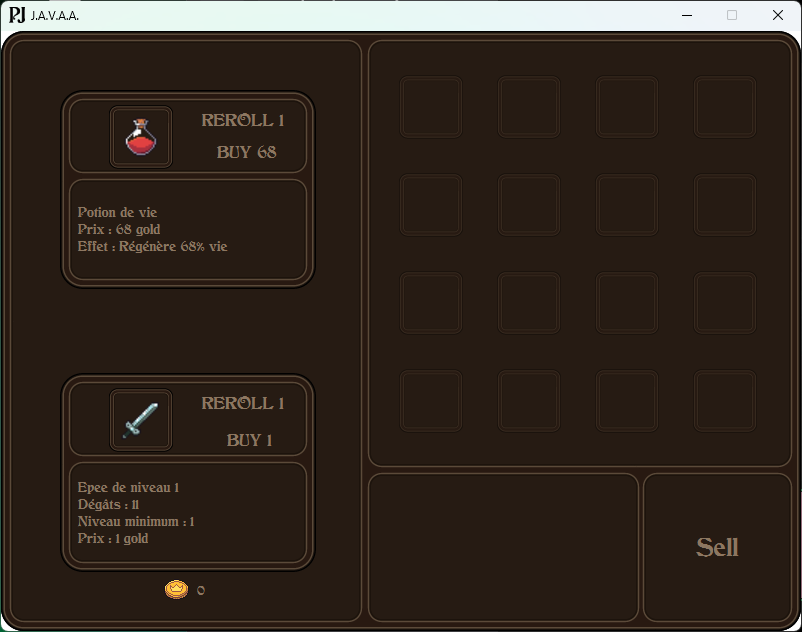 PJ J.V.A.A.
REROLL 1
BUY 68
Potion de vie
Prix : 68 gold
Effet : Régénère 68% vie
REROLL 1
BUY 1
Epee de niveau 1
Dégâts : 11
Niveau minimum : 1
Prix : 1 gold
0
Sell